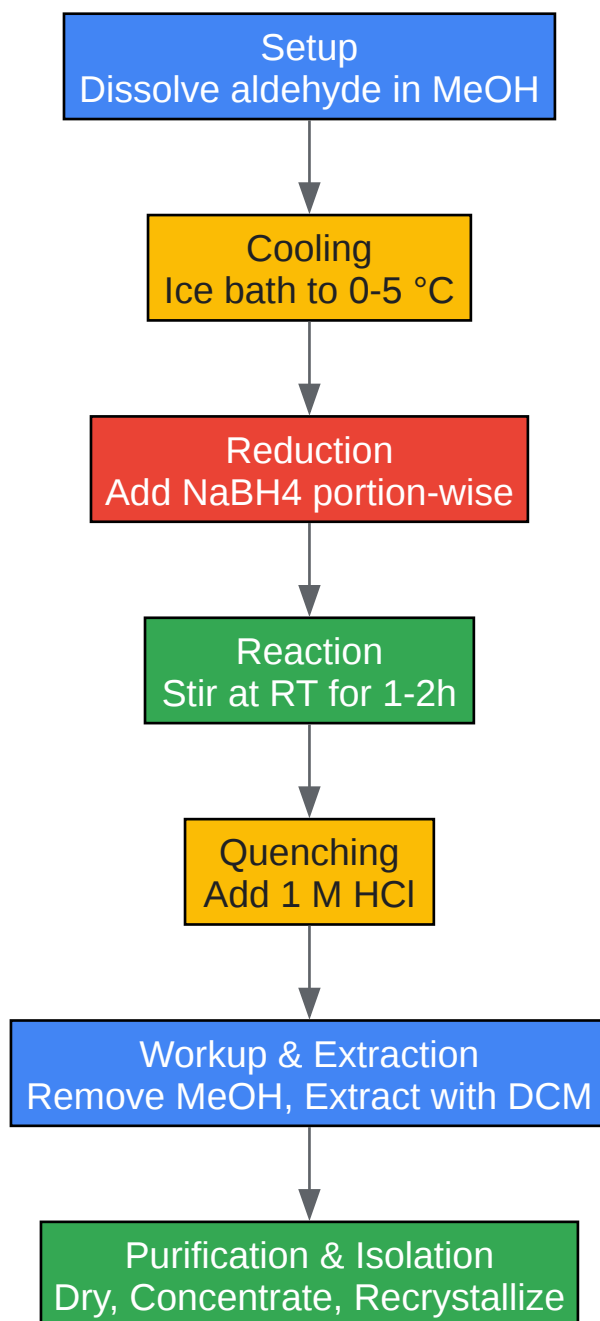 Setup
Dissolve aldehyde in MeOH
Cooling
Ice bath to 0-5 °C
Reduction
Add NaBH4 portion-wise
Reaction
Stir at RT for 1-2h
Quenching
Add 1 M HCl
Workup & Extraction
Remove MeOH, Extract with DCM
Purification & Isolation
Dry, Concentrate, Recrystallize